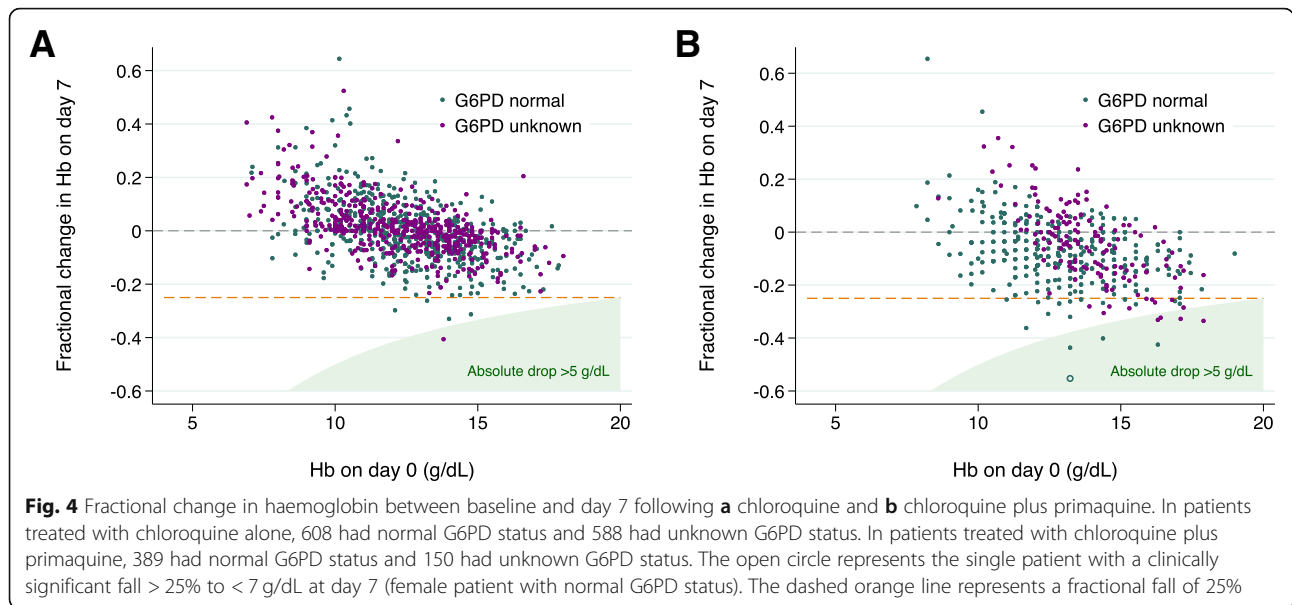 A
B
Fractional change in Hb on day 7
0.6
0.4
0.2
0
-0.2
-0.4
-0.6
G6PD normal
G6PD unknown
Absolute drop >5 g/dL
5
10
15
20
Hb on day 0 (g/dL)
Fractional change in Hb on day 7
0.6
0.4
0.2
0
-0.2
-0.4
-0.6
G6PD normal
G6PD unknown
Absolute drop >5 g/dL
5
10
15
20
Hb on day 0 (g/dL)
Fig. 4 Fractional change in haemoglobin between baseline and day 7 following a chloroquine and b chloroquine plus primaquine. In patients
treated with chloroquine alone, 608 had normal G6PD status and 588 had unknown G6PD status. In patients treated with chloroquine plus
primaquine, 389 had normal G6PD status and 150 had unknown G6PD status. The open circle represents the single patient with a clinically
significant fall > 25% to < 7 g/dL at day 7 (female patient with normal G6PD status). The dashed orange line represents a fractional fall of 25%